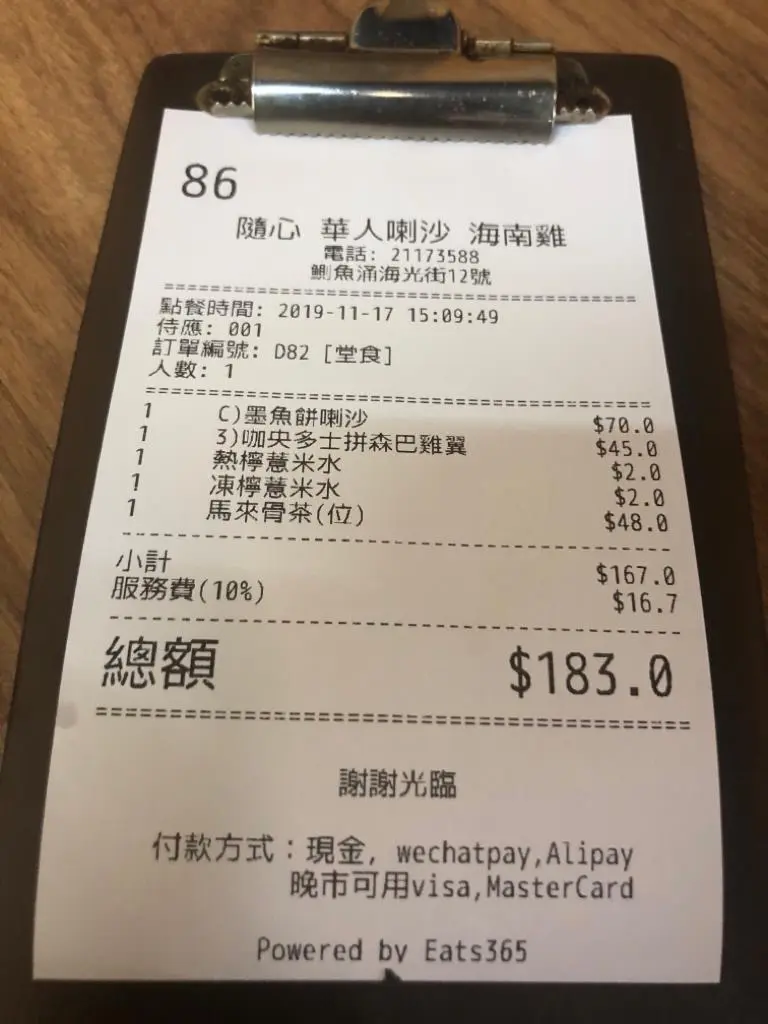 86
隨心 華人喇沙 海南雞
電話: 21173588
鰂魚涌海光街12號
點餐時間: 2019-11-17 15:09:49
侍應: 001
訂單編號: D82 [堂食]
人數: 1
1 C)墨魚餅喇沙 $70.0
1 3)咖央多士拼森巴雞翼 $45.0
1 熱檸薏米水 $2.0
1 凍檸薏米水 $2.0
1 馬來骨茶(位) $48.0
小計 $167.0
服務費(10%) $16.7
總額 $183.0
謝謝光臨
付款方式：現金, wechatpay,Alipay
晚市可用visa,MasterCard
Powered by Eats365